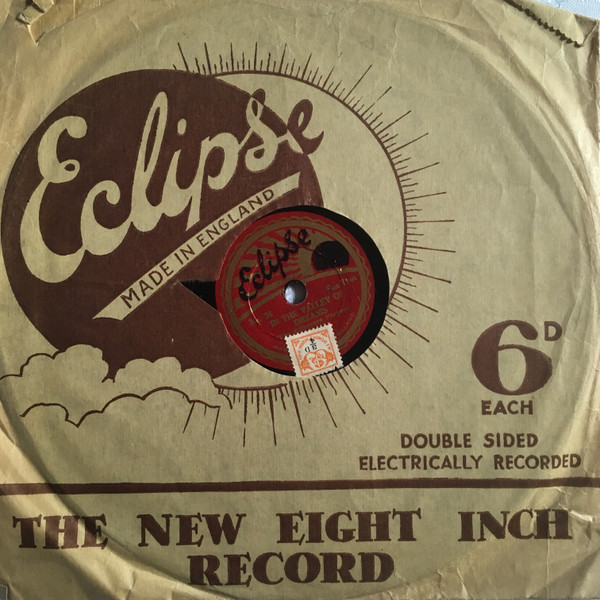 Eclipse
MADE IN ENGLAND
Eclipse
IN THE VALLEY OF
DREAMS
6D
EACH
DOUBLE SIDED
ELECTRICALLY RECORDED
THE NEW EIGHT INCH
RECORD